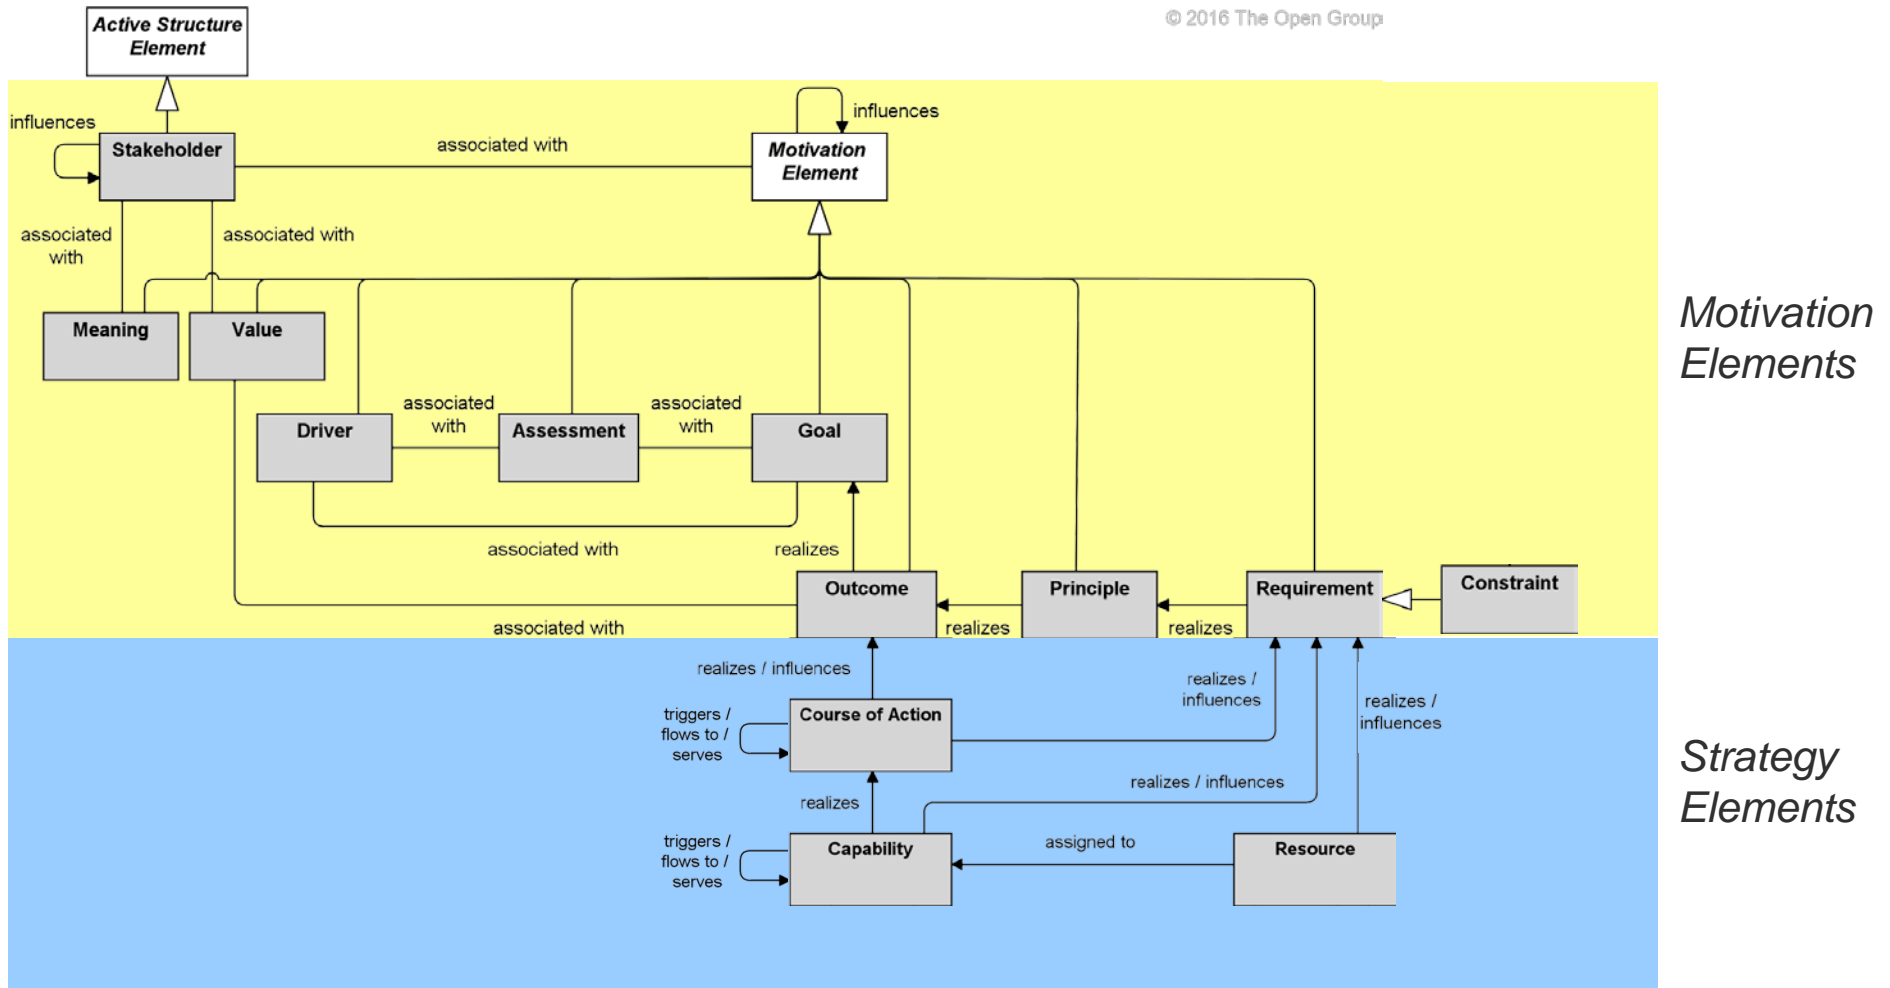 © 2016 The Open Group
Active Structure
Element
influences
influences
Stakeholder
associated with
Motivation
Element
associated
with
associated with
Meaning
Value
associated
with
associated
with
Driver
Assessment
Goal
associated with
realizes
Outcome
Principle
Requirement
Constraint
associated with
realizes
realizes
Motivation
Elements
realizes / influences
realizes /
influences
realizes /
influences
triggers /
flows to /
serves
Course of Action
realizes
realizes / influences
triggers /
flows to /
serves
Capability
assigned to
Resource
Strategy
Elements